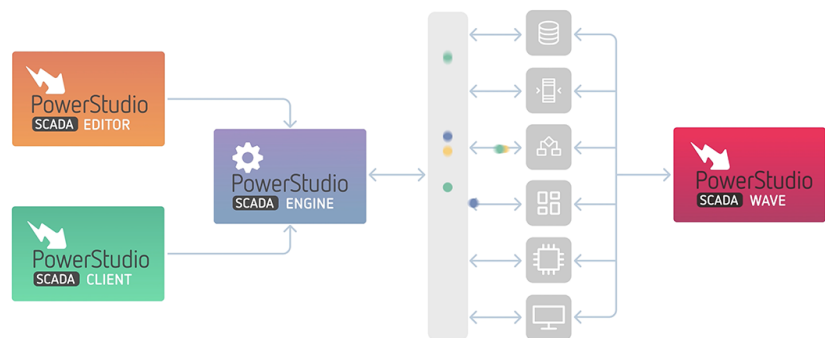 PowerStudio
SCADA EDITOR
PowerStudio
SCADA ENGINE
PowerStudio
SCADA CLIENT
PowerStudio
SCADA WAVE